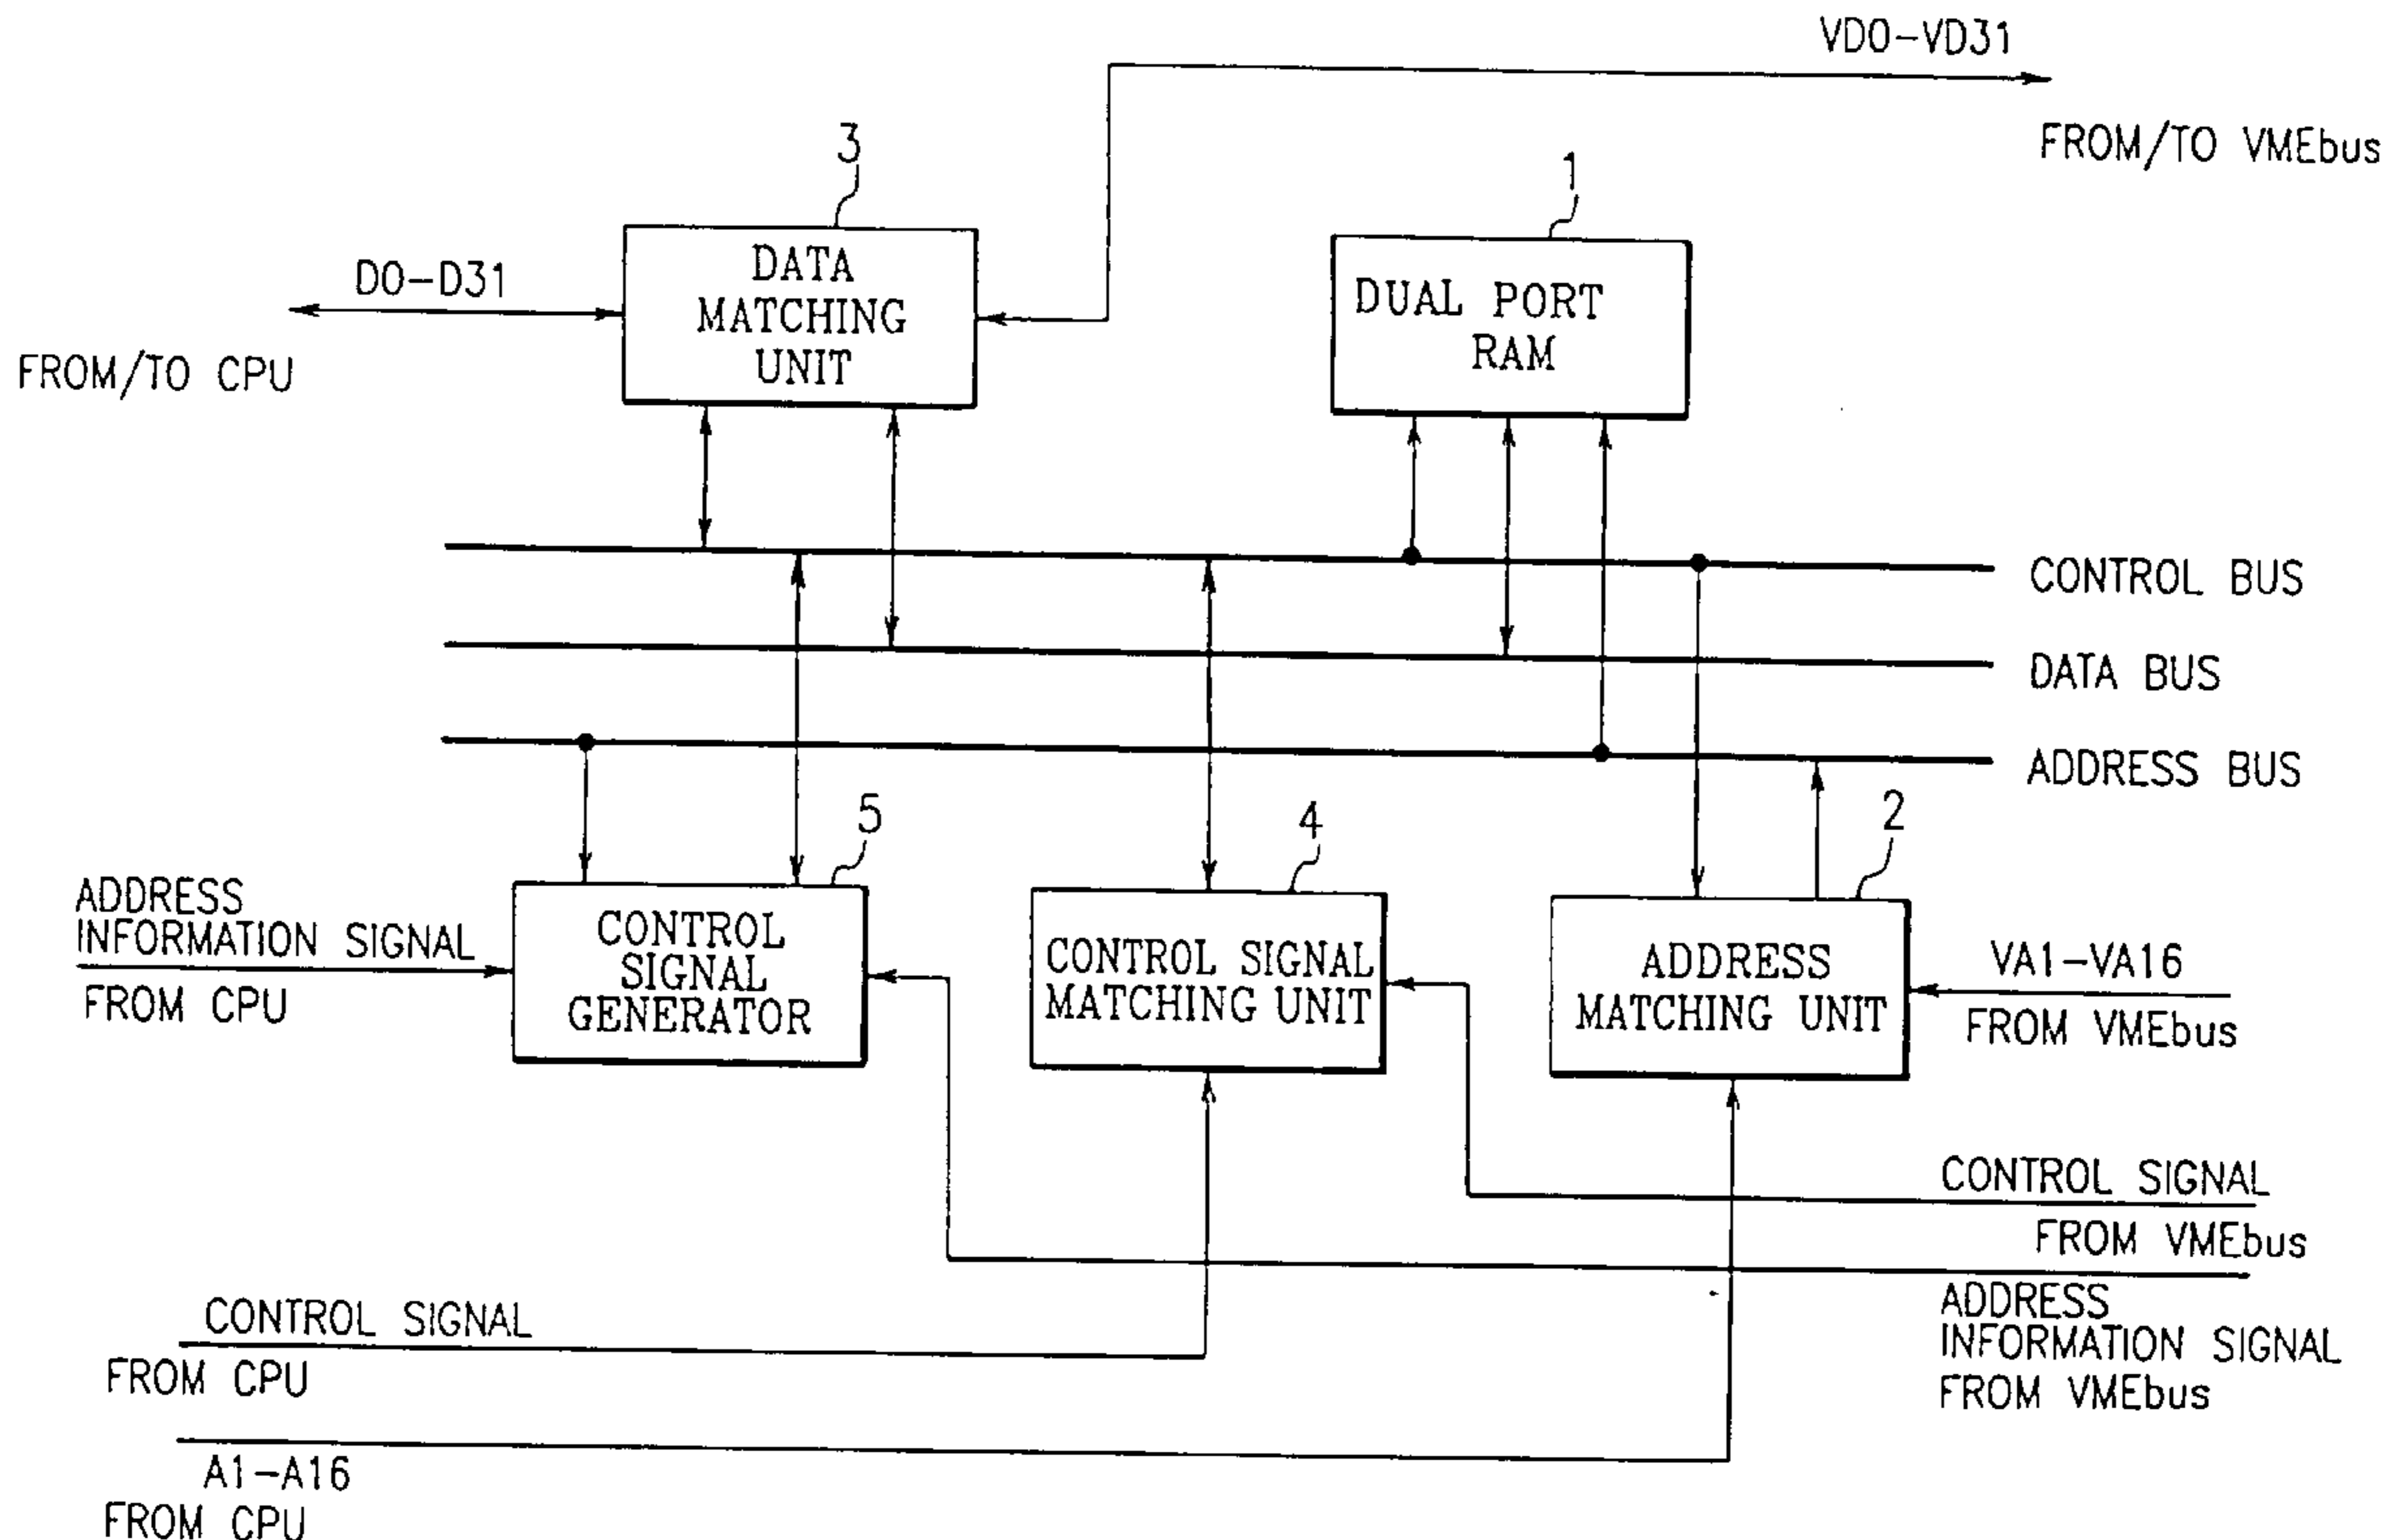 VD0-VD31
FROM/TO VMEbus
3
1
D0-D31
FROM/TO CPU
DATA
MATCHING
UNIT
DUAL PORT
RAM
CONTROL BUS
DATA BUS
ADDRESS BUS
5
4
2
ADDRESS
INFORMATION SIGNAL
FROM CPU
CONTROL
SIGNAL
GENERATOR
CONTROL SIGNAL
MATCHING UNIT
ADDRESS
MATCHING UNIT
VA1-VA16
FROM VMEbus
CONTROL SIGNAL
FROM VMEbus
ADDRESS
INFORMATION SIGNAL
FROM VMEbus
CONTROL SIGNAL
FROM CPU
A1-A16
FROM CPU